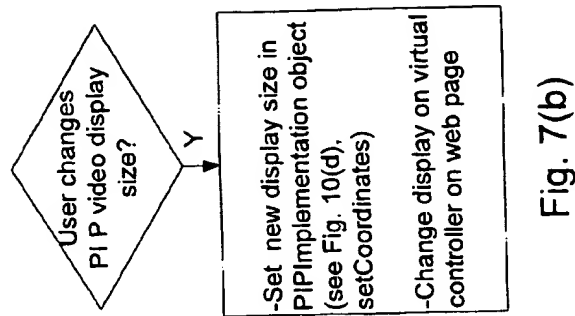 User changes
PI P video display
size?
Y
-Set new display size in
PIPImplementation object
(see Fig. 10(d),
setCoordinates)
-Change display on virtual
controller on web page
Fig. 7(b)